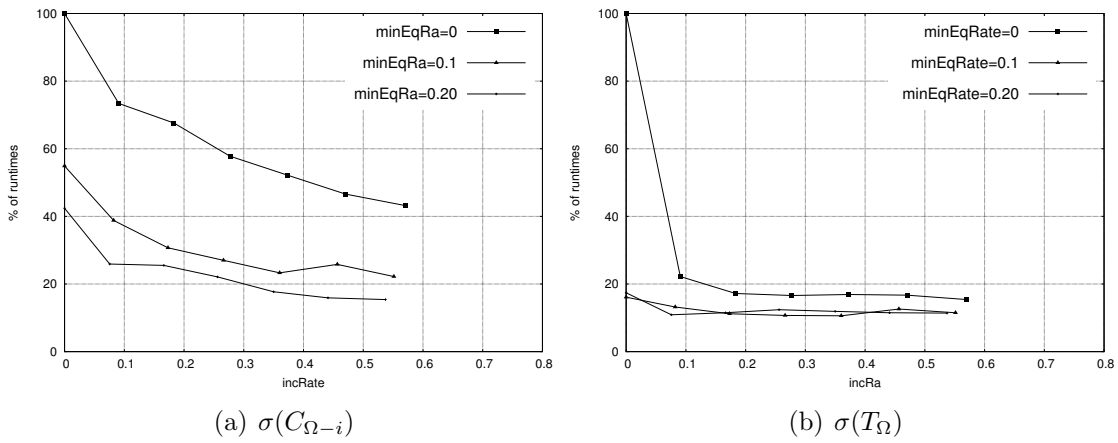 % of runtimes
100
80
60
40
20
0
0 0.1 0.2 0.3 0.4 0.5 0.6 0.7 0.8
incRate
minEqRa=0
minEqRa=0.1
minEqRa=0.20
(a) σ(C_{Ω−i})
% of runtimes
100
80
60
40
20
0
0 0.1 0.2 0.3 0.4 0.5 0.6 0.7 0.8
incRa
minEqRate=0
minEqRate=0.1
minEqRate=0.20
(b) σ(T_Ω)